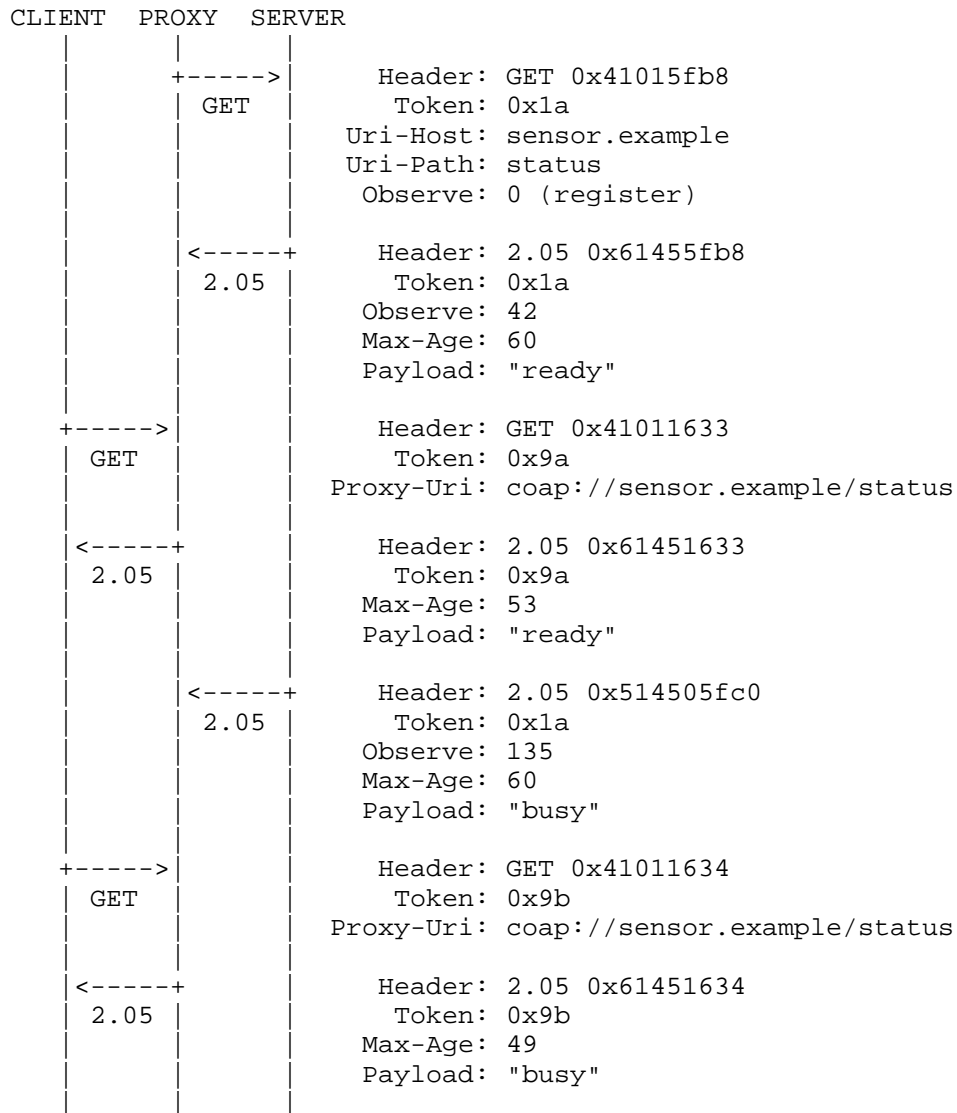 CLIENT PROXY SERVER
| | |
| +----->| Header: GET 0x41015fb8
| | GET | Token: 0x1a
| | | Uri-Host: sensor.example
| | | Uri-Path: status
| | | Observe: 0 (register)
| | |
| |<-----+ Header: 2.05 0x61455fb8
| | 2.05 | Token: 0x1a
| | | Observe: 42
| | | Max-Age: 60
| | | Payload: "ready"
| | |
+----->| | Header: GET 0x41011633
| GET | | Token: 0x9a
| | | Proxy-Uri: coap://sensor.example/status
| | |
|<-----+ | Header: 2.05 0x61451633
| 2.05 | | Token: 0x9a
| | | Max-Age: 53
| | | Payload: "ready"
| | |
| |<-----+ Header: 2.05 0x514505fc0
| | 2.05 | Token: 0x1a
| | | Observe: 135
| | | Max-Age: 60
| | | Payload: "busy"
| | |
+----->| | Header: GET 0x41011634
| GET | | Token: 0x9b
| | | Proxy-Uri: coap://sensor.example/status
| | |
|<-----+ | Header: 2.05 0x61451634
| 2.05 | | Token: 0x9b
| | | Max-Age: 49
| | | Payload: "busy"
| | |